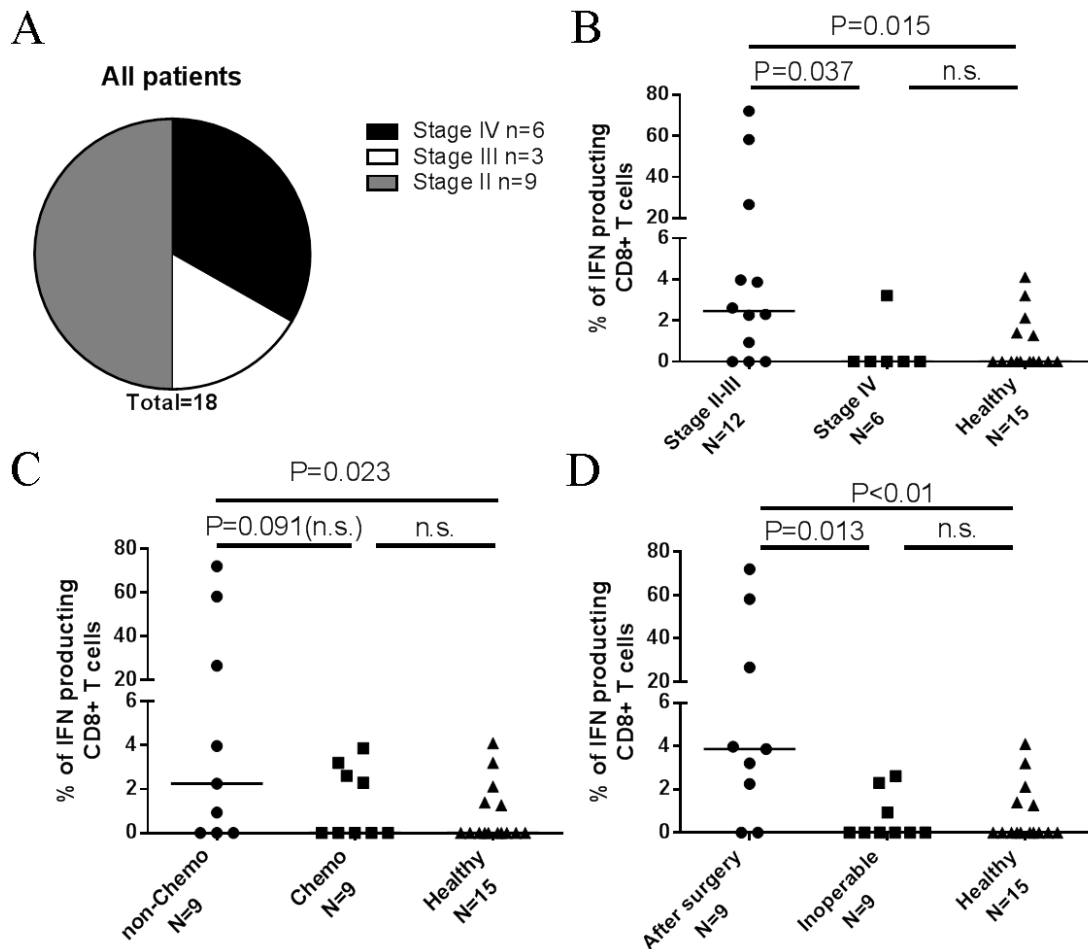 A
All patients
Stage IV n=6
Stage III n=3
Stage II n=9
Total=18
B
P=0.015
P=0.037
n.s.
% of IFN producing
CD8+ T cells
80
60
40
20
6
4
2
0
Stage II-III
N=12
Stage IV
N=6
Healthy
N=15
C
P=0.023
P=0.091(n.s.)
n.s.
% of IFN producing
CD8+ T cells
80
60
40
20
6
4
2
0
non-Chemo
N=9
Chemo
N=9
Healthy
N=15
D
P<0.01
P=0.013
n.s.
% of IFN producing
CD8+ T cells
80
60
40
20
6
4
2
0
After surgery
N=9
Inoperable
N=9
Healthy
N=15